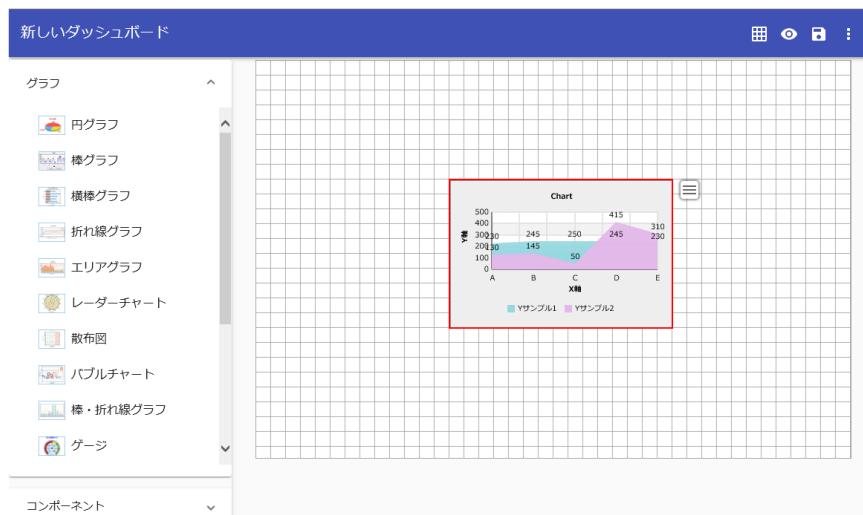 新しいダッシュボード
グラフ
円グラフ
棒グラフ
横棒グラフ
折れ線グラフ
エリアグラフ
レーダーチャート
散布図
バブルチャート
棒・折れ線グラフ
ゲージ
コンポーネント
Chart
Y軸
500
400
300
200
100
0
230
245
250
245
230
130
145
50
415
310
A B C D E
X軸
Yサンプル1 Yサンプル2